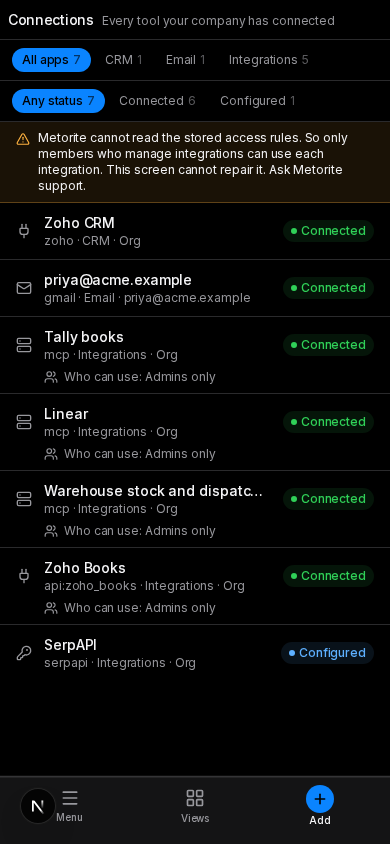 Connections Every tool your company has connected
All apps 7 CRM 1 Email 1 Integrations 5
Any status 7 Connected 6 Configured 1
Metorite cannot read the stored access rules. So only
members who manage integrations can use each
integration. This screen cannot repair it. Ask Metorite
support.
Zoho CRM
zoho · CRM · Org
Connected
priya@acme.example
gmail · Email · priya@acme.example
Connected
Tally books
mcp · Integrations · Org
Connected
Who can use: Admins only
Linear
mcp · Integrations · Org
Connected
Who can use: Admins only
Warehouse stock and dispatc...
mcp · Integrations · Org
Connected
Who can use: Admins only
Zoho Books
api:zoho_books · Integrations · Org
Connected
Who can use: Admins only
SerpAPI
serpapi · Integrations · Org
Configured
N
Menu Views Add